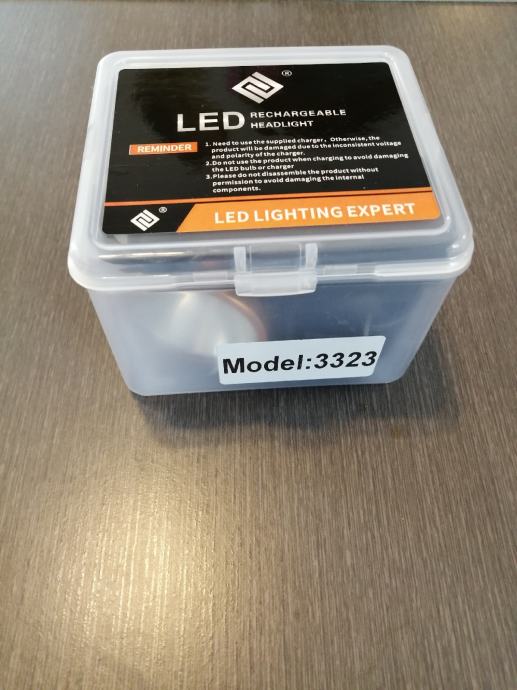 ®
LED RECHARGEABLE
HEADLIGHT
REMINDER
1. Need to use the supplied charger, Otherwise, the
product will be damaged due to the inconsistent voltage
and polarity of the charger.
2.Do not use the product when charging to avoid damaging
the LED bulb or charger
3.Please do not disassemble the product without
permission to avoid damaging the internal
components.
® LED LIGHTING EXPERT
Model:3323